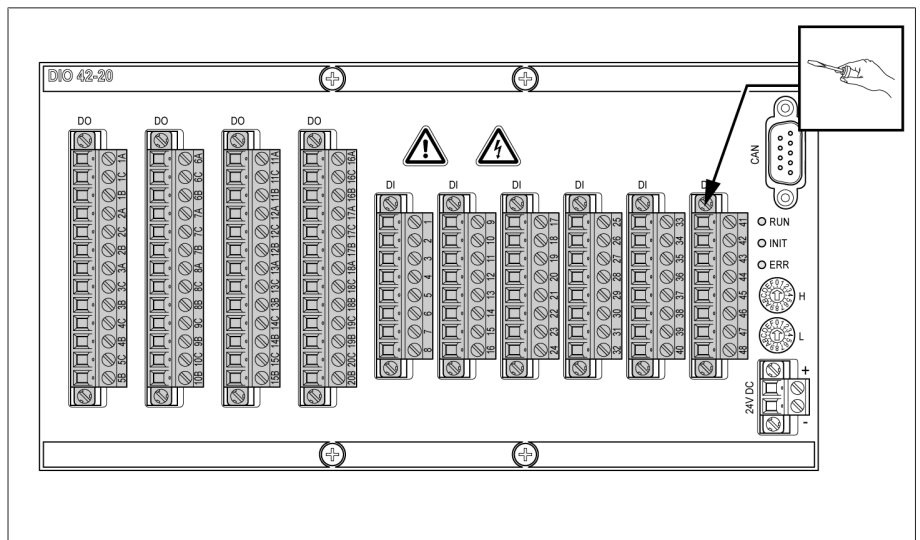 DIO 42-20
DO
DO
DO
DO
1A
1C
1B
2A
2C
2B
3A
3C
3B
4C
4B
5C
5B
6A
6C
6B
7A
7C
7B
8A
8C
8B
9C
9B
10C
10B
11A
11C
11B
12A
12C
12B
13A
13C
13B
14C
14B
15C
15B
16A
16C
16B
17A
17C
17B
18A
18C
18B
19C
19B
20C
20B
DI
DI
DI
DI
DI
1
2
3
4
5
6
7
8
9
10
11
12
13
14
15
16
17
18
19
20
21
22
23
24
25
26
27
28
29
30
31
32
33
34
35
36
37
38
39
40
41
42
43
44
45
46
47
48
CAN
RUN
INIT
ERR
H
L
24V DC
+
-